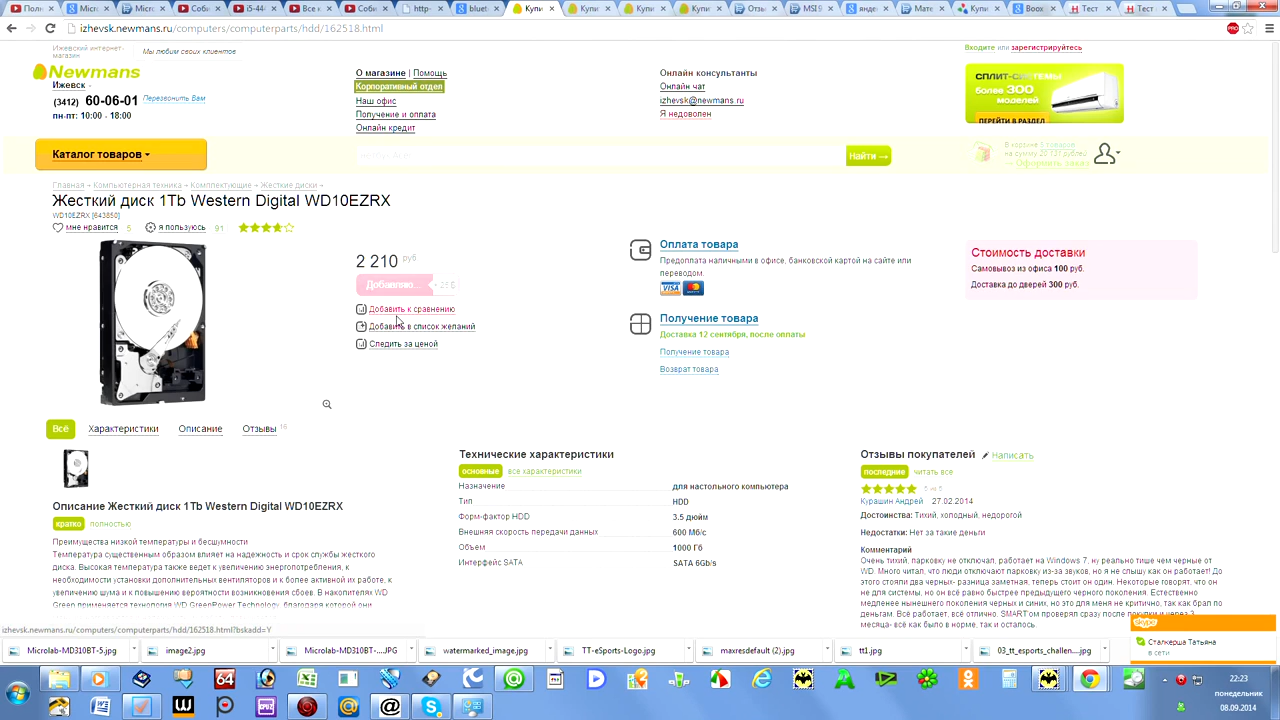 izhevsk.newmans.ru/computers/computerparts/hdd/162518.html
Ижевский интернет-
магазин
Мы любим своих клиентов
Newmans
Ижевск
(3412) 60-06-01
Перезвонить Вам
пн-пт: 10:00 - 18:00
О магазине | Помощь
Корпоративный отдел
Наш офис
Получение и оплата
Онлайн кредит
Онлайн консультанты
Онлайн чат
izhevsk@newmans.ru
Я недоволен
Войдите или зарегистрируйтесь
СПЛИТ-СИСТЕМЫ
более 300
моделей
ПЕРЕЙТИ В РАЗДЕЛ
Каталог товаров
Найти →
В корзине
на сумму
Главная → Компьютерная техника → Комплектующие → Жесткие диски →
Жесткий диск 1Tb Western Digital WD10EZRX
WD10EZRX [643850]
мне нравится 5 я пользуюсь 91
2 210 руб
Добавляю...
Добавить к сравнению
Добавить в список желаний
Следить за ценой
Оплата товара
Предоплата наличными в офисе, банковской картой на сайте или
переводом.
VISA MasterCard
Получение товара
Доставка 12 сентября, после оплаты
Получение товара
Возврат товара
Стоимость доставки
Самовывоз из офиса 100 руб.
Доставка до дверей 300 руб.
Всё Характеристики Описание Отзывы 16
Описание Жесткий диск 1Tb Western Digital WD10EZRX
кратко полностью
Преимущества низкой температуры и бесшумности
Температура существенным образом влияет на надежность и срок службы жесткого
диска. Высокая температура также ведет к увеличению энергопотребления, к
необходимости установки дополнительных вентиляторов и к более активной их работе, к
увеличению шума и к повышению вероятности возникновения сбоев. В накопителях WD
Green применяется технология WD GreenPower Technology, благодаря которой они
Технические характеристики
основные все характеристики
Назначение для настольного компьютера
Тип HDD
Форм-фактор HDD 3.5 дюйм
Внешняя скорость передачи данных 600 Мб/с
Объем 1000 Гб
Интерфейс SATA SATA 6Gb/s
Отзывы покупателей Написать
последние читать все
5 из 5
Курашин Андрей 27.02.2014
Достоинства: Тихий, холодный, недорогой
Недостатки: Нет за такие деньги
Комментарий
Очень тихий, парковку не отключал, работает на Windows 7, ну реально тише чем черные от
WD. Много читал, что люди отключают парковку из-за звуков, но я не слышу как он работает! До
этого стояли два черных- разница заметная, теперь стоит он один. Некоторые говорят, что он
не для системы, но он всё равно быстрее предыдущего черного поколения. Естественно
медленее нынешнего поколения черных и синих, но это для меня не критично, так как брал по
деньгам. Всё работает, все отлично. SMART'ом проверял сразу после покупки и через 3
месяца- всё как было в норме, так и осталось.
izhevsk.newmans.ru/computers/computerparts/hdd/162518.html?bskadd=Y
skype
Сталкерша Татьяна
в сети
Microlab-MD310BT-5.jpg
image2.jpg
Microlab-MD310BT-....JPG
watermarked_image.jpg
TT-eSports-Logo.jpg
maxresdefault (2).jpg
tt1.jpg
03_tt_esports_challen....jpg
22:23
понедельник
08.09.2014